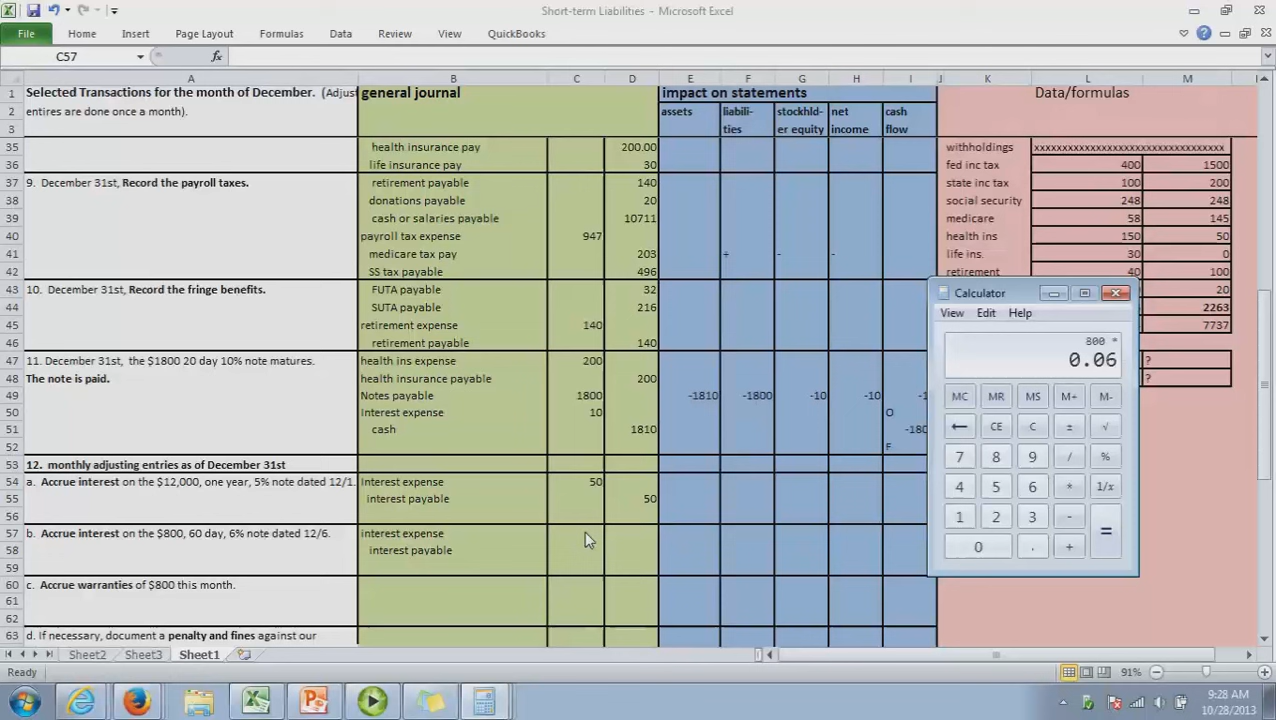 Short-term Liabilities - Microsoft Excel
File Home Insert Page Layout Formulas Data Review View QuickBooks
C57 fx
A B C D E F G H I J K L M
1 Selected Transactions for the month of December. (Adjust general journal impact on statements Data/formulas
2 entires are done once a month). assets liabili- stockhld- net cash
3 ties er equity income flow
35 health insurance pay 200.00 withholdings xxxxxxxxxxxxxxxxxxxxxxxxxxxxxxxx
36 life insurance pay 30 fed inc tax 400 1500
37 9. December 31st, Record the payroll taxes. retirement payable 140 state inc tax 100 200
38 donations payable 20 social security 248 248
39 cash or salaries payable 10711 medicare 58 145
40 payroll tax expense 947 health ins 150 50
41 medicare tax pay 203 + - - life ins. 30 0
42 SS tax payable 496 retirement 40 100
43 10. December 31st, Record the fringe benefits. FUTA payable 32 20
44 SUTA payable 216 2263
45 retirement expense 140 7737
46 retirement payable 140
47 11. December 31st, the $1800 20 day 10% note matures. health ins expense 200 ?
48 The note is paid. health insurance payable 200 ?
49 Notes payable 1800 -1810 -1800 -10 -10
50 Interest expense 10 O
51 cash 1810 -180
52 F
53 12. monthly adjusting entries as of December 31st
54 a. Accrue interest on the $12,000, one year, 5% note dated 12/1. Interest expense 50
55 interest payable 50
56
57 b. Accrue interest on the $800, 60 day, 6% note dated 12/6. interest expense
58 interest payable
59
60 c. Accrue warranties of $800 this month.
61
62
63 d. If necessary, document a penalty and fines against our
Calculator
View Edit Help
800 *
0.06
MC MR MS M+ M-
← CE C ± √
7 8 9 / %
4 5 6 * 1/x
1 2 3 - =
0 . +
Sheet2 Sheet3 Sheet1
Ready 91%
9:28 AM
10/28/2013